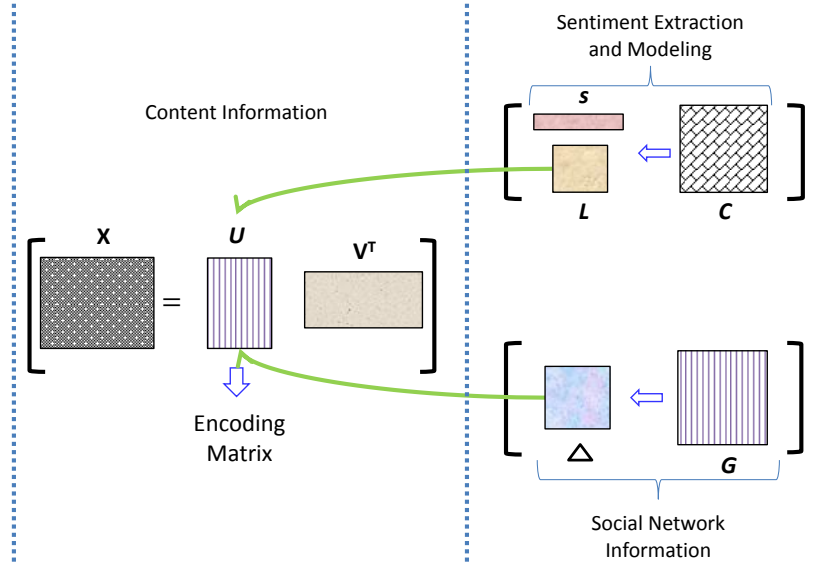 Sentiment Extraction
and Modeling
Content Information
s
L
C
X
U
V^T
=
Encoding
Matrix
△
G
Social Network
Information